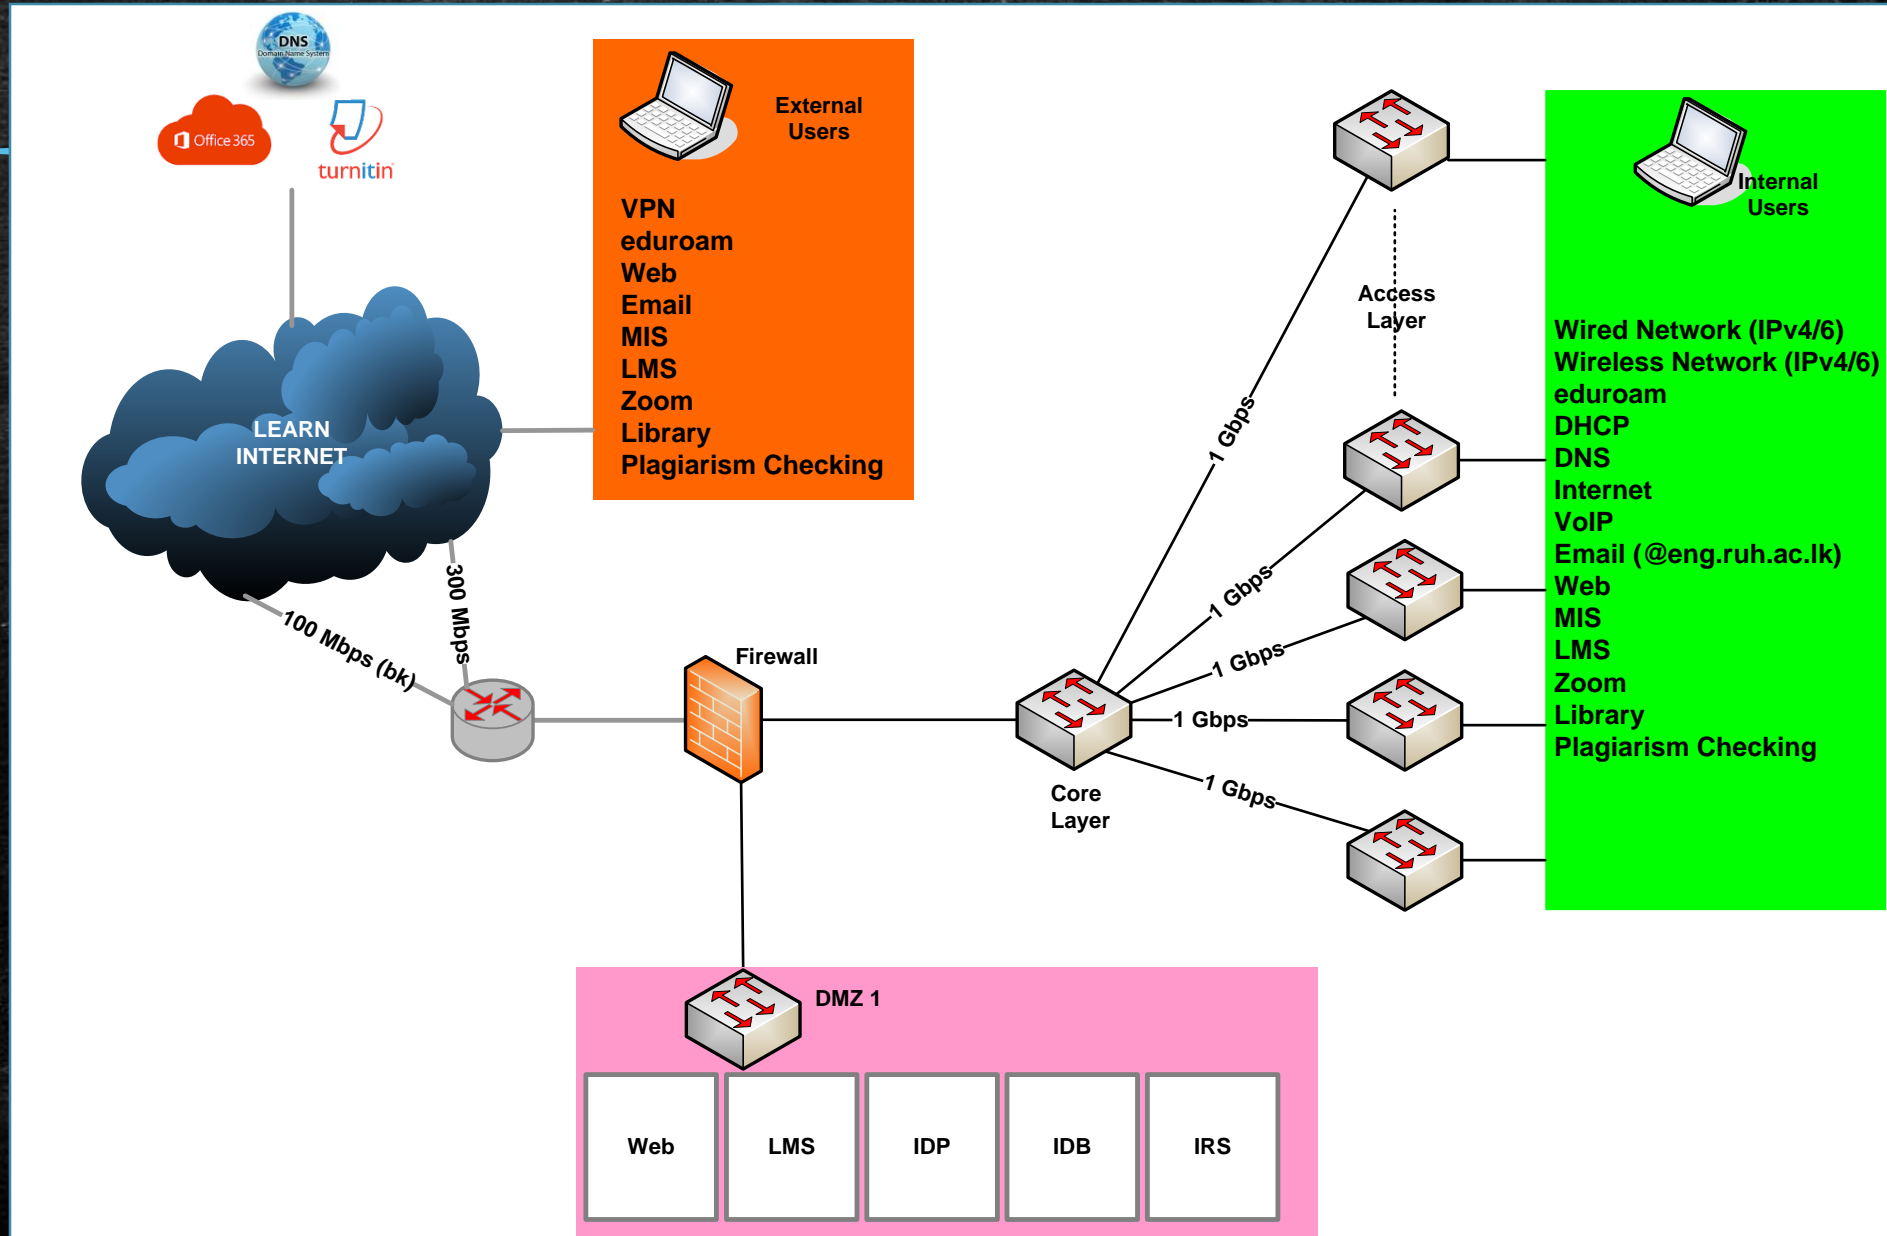 DNS
Domain Name System
Office 365
turnitin
External
Users
VPN
eduroam
Web
Email
MIS
LMS
Zoom
Library
Plagiarism Checking
LEARN
INTERNET
100 Mbps (bk)
300 Mbps
Firewall
Core
Layer
1 Gbps
1 Gbps
1 Gbps
1 Gbps
1 Gbps
Access
Layer
Internal
Users
Wired Network (IPv4/6)
Wireless Network (IPv4/6)
eduroam
DHCP
DNS
Internet
VoIP
Email (@eng.ruh.ac.lk)
Web
MIS
LMS
Zoom
Library
Plagiarism Checking
DMZ 1
Web
LMS
IDP
IDB
IRS